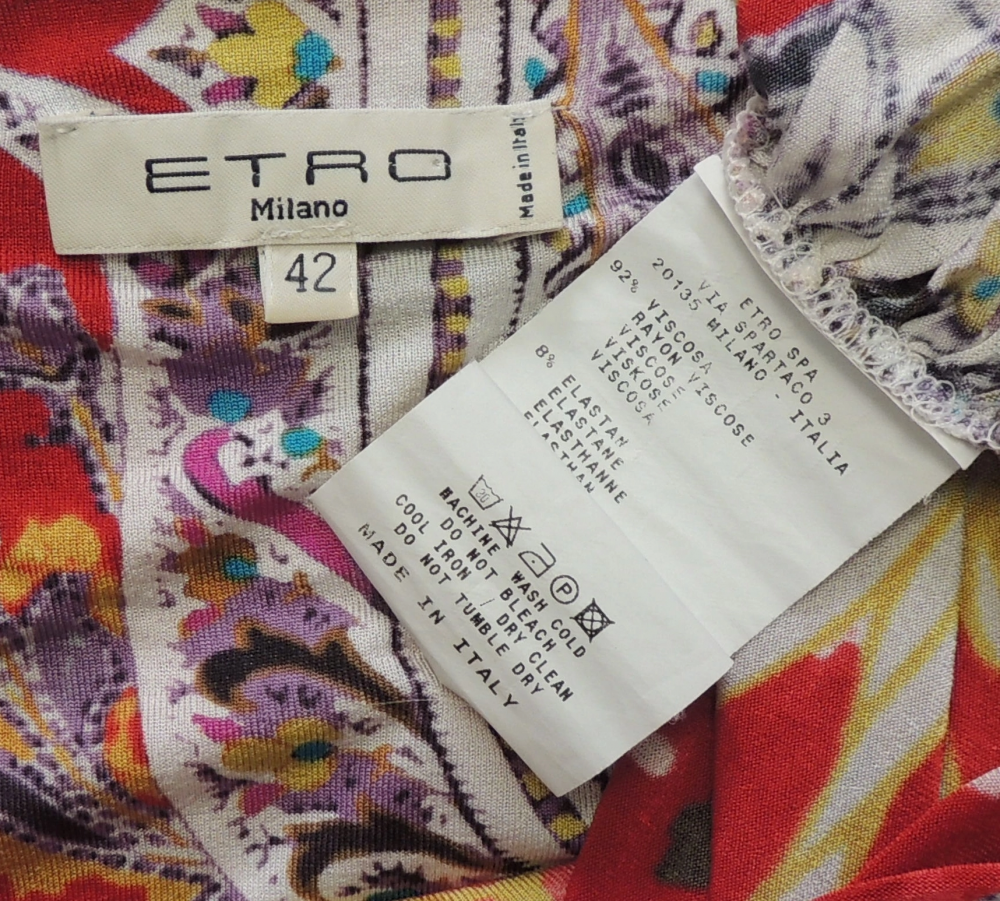 ETRO
Milano
Made in Italy
42
ETRO SPA
VIA SPARTACO 3
20135 MILANO - ITALIA
92% VISCOSA
RAYON VISCOSE
VISCOSE
VISKOSE
VISCOSA
8% ELASTAN
ELASTANE
ELASTHANNE
ELASTHAN
MACHINE WASH COLD
DO NOT BLEACH
COOL IRON / DRY CLEAN
DO NOT TUMBLE DRY
MADE IN ITALY